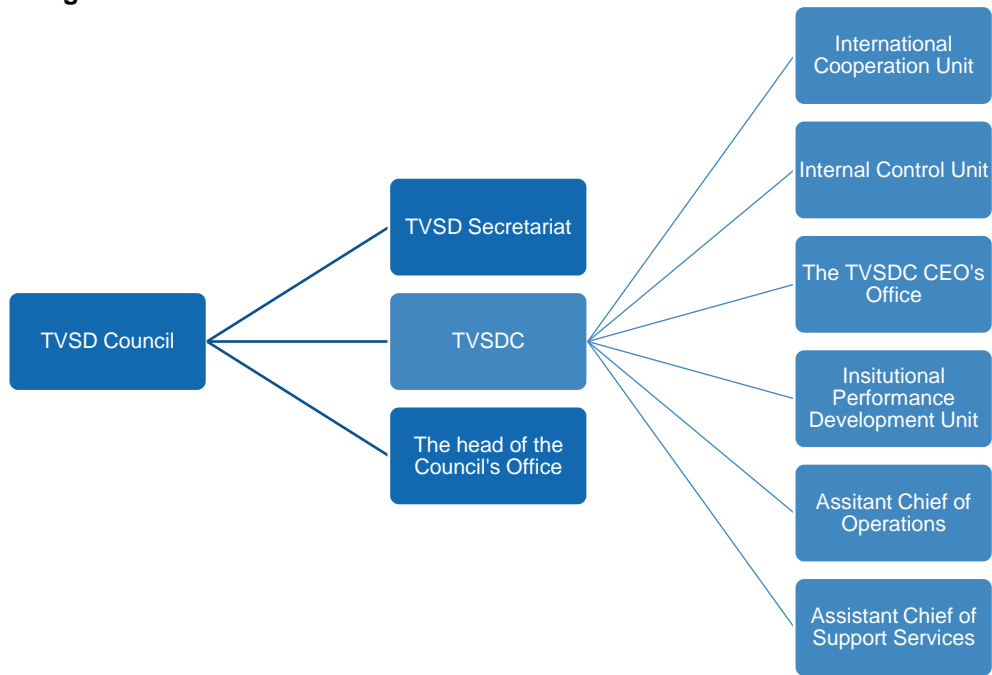 TVSD Council
TVSD Secretariat
TVSDC
The head of the
Council's Office
International
Cooperation Unit
Internal Control Unit
The TVSDC CEO's
Office
Insitutional
Performance
Development Unit
Assitant Chief of
Operations
Assistant Chief of
Support Services